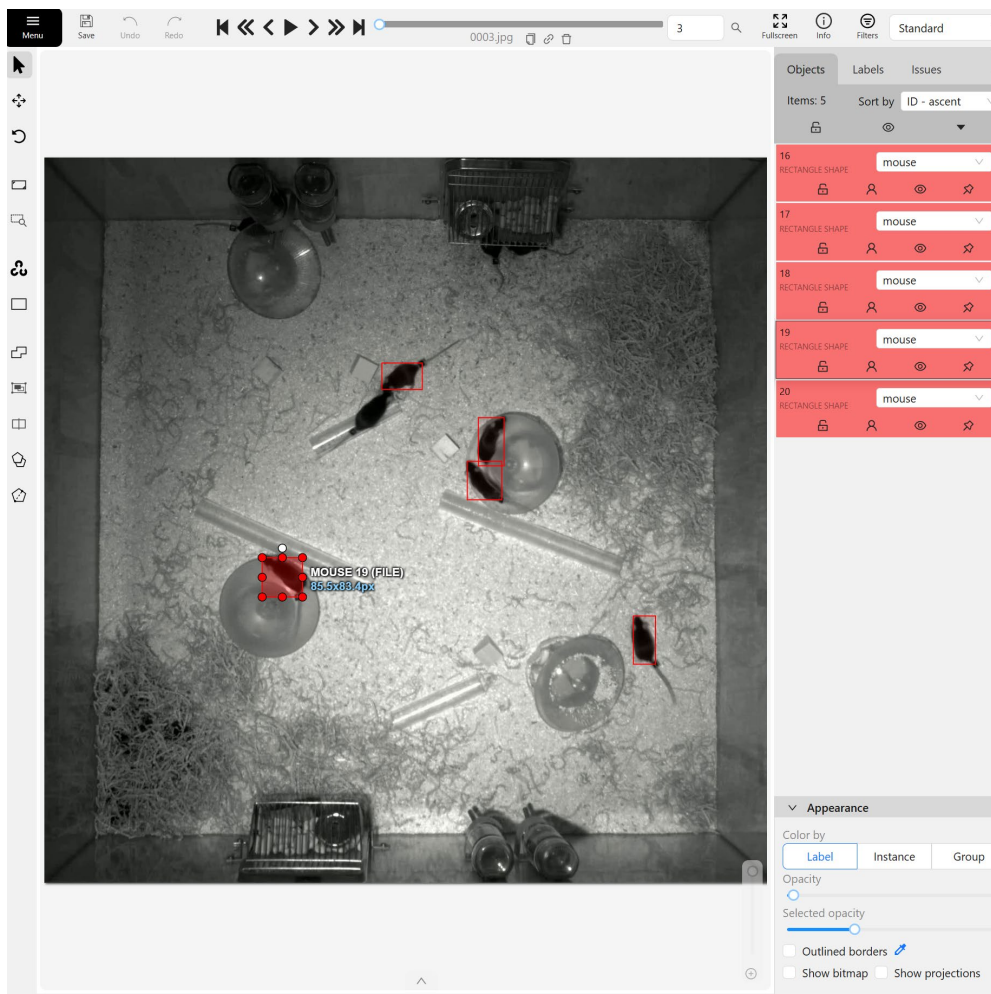 Menu
Save
Undo
Redo
0003.jpg
3
Fullscreen
Info
Filters
Standard
Objects
Labels
Issues
Items: 5
Sort by
ID - ascent
16
RECTANGLE SHAPE
mouse
17
RECTANGLE SHAPE
mouse
18
RECTANGLE SHAPE
mouse
19
RECTANGLE SHAPE
mouse
20
RECTANGLE SHAPE
mouse
MOUSE 19 (FILE)
85.5x83.4px
Appearance
Color by
Label
Instance
Group
Opacity
Selected opacity
Outlined borders
Show bitmap
Show projections